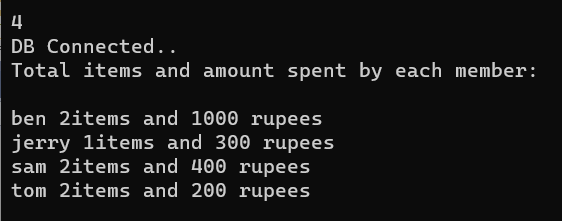 4
DB Connected..
Total items and amount spent by each member:
ben 2items and 1000 rupees
jerry 1items and 300 rupees
sam 2items and 400 rupees
tom 2items and 200 rupees